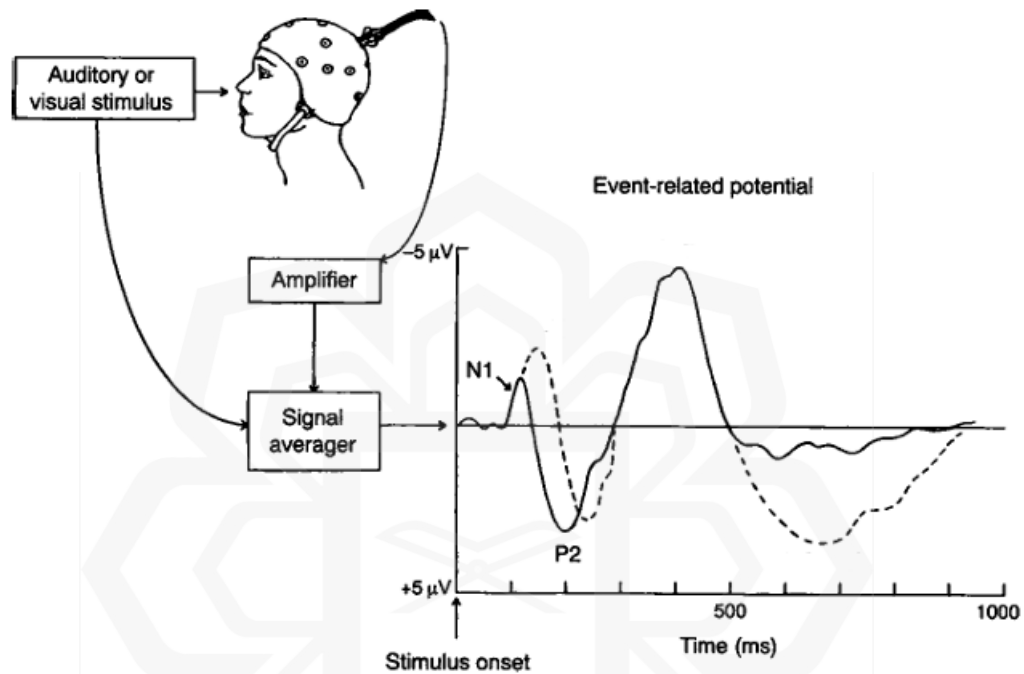 Auditory or
visual stimulus
Event-related potential
–5 µV
Amplifier
N1
Signal
averager
P2
+5 µV
500
1000
Time (ms)
Stimulus onset